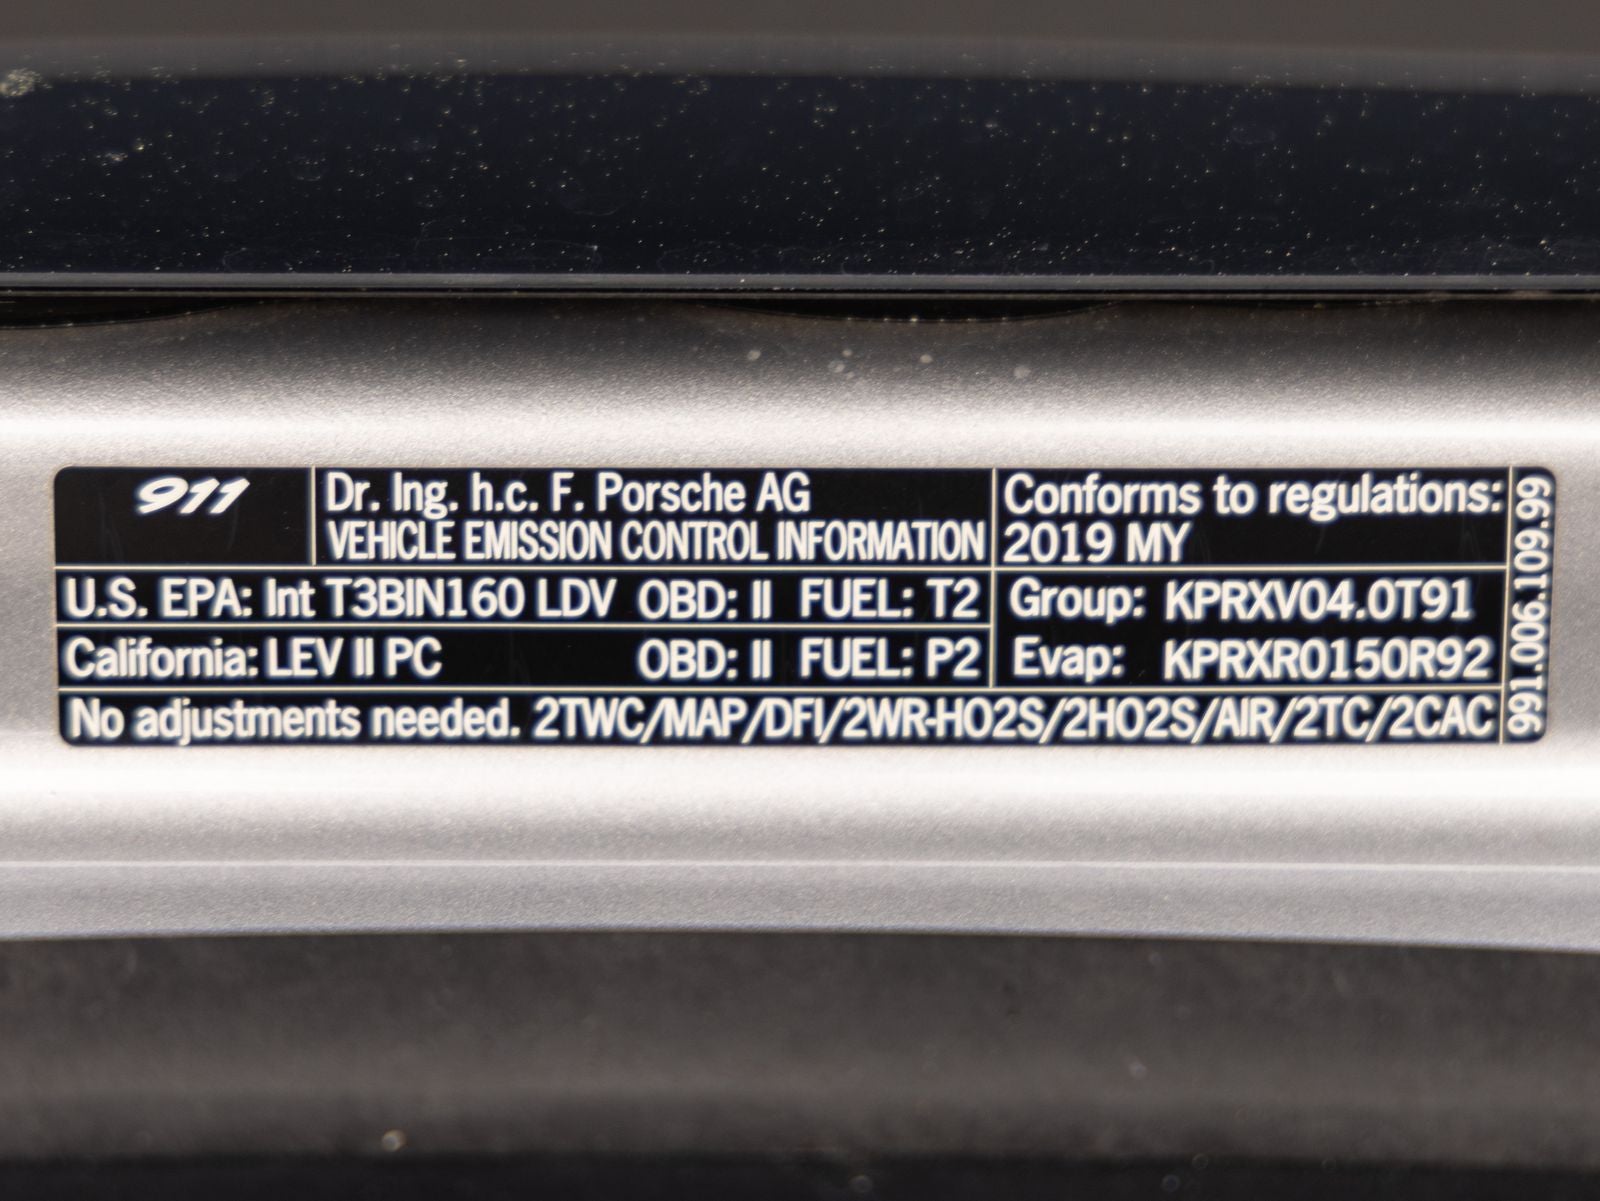 911
Dr. Ing. h.c. F. Porsche AG
VEHICLE EMISSION CONTROL INFORMATION
Conforms to regulations:
2019 MY
U.S. EPA: Int T3BIN160 LDV OBD: II FUEL: T2
California: LEV II PC OBD: II FUEL: P2
Group: KPRXV04.0T91
Evap: KPRXR0150R92
No adjustments needed. 2TWC/MAP/DFI/2WR-HO2S/2HO2S/AIR/2TC/2CAC
991.006.109.99